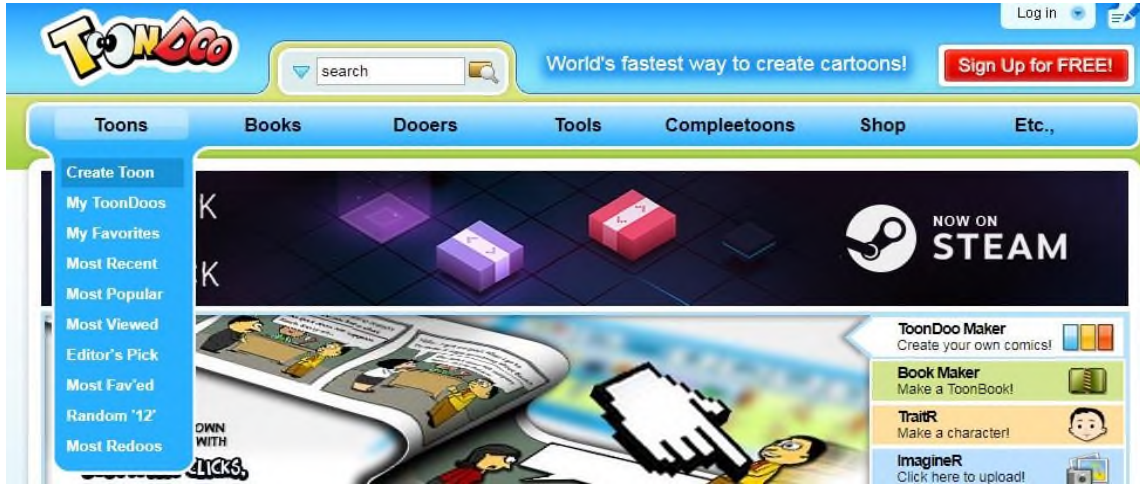 Log in
TOONDOO
search
World's fastest way to create cartoons!
Sign Up for FREE!
Toons Books Dooers Tools Compleetoons Shop Etc.,
Create Toon
My ToonDoos
My Favorites
Most Recent
Most Popular
Most Viewed
Editor's Pick
Most Fav'ed
Random '12'
Most Redoos
K
K
NOW ON
STEAM
OWN
WITH
CLICKS,
ToonDoo Maker
Create your own comics!
Book Maker
Make a ToonBook!
TraitR
Make a character!
ImagineR
Click here to upload!